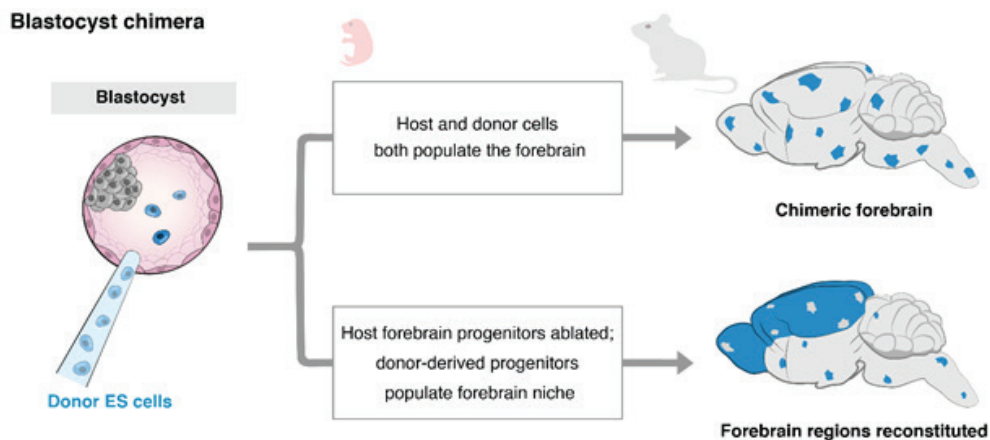 Blastocyst chimera
Blastocyst
Donor ES cells
Host and donor cells
both populate the forebrain
Chimeric forebrain
Host forebrain progenitors ablated;
donor-derived progenitors
populate forebrain niche
Forebrain regions reconstituted